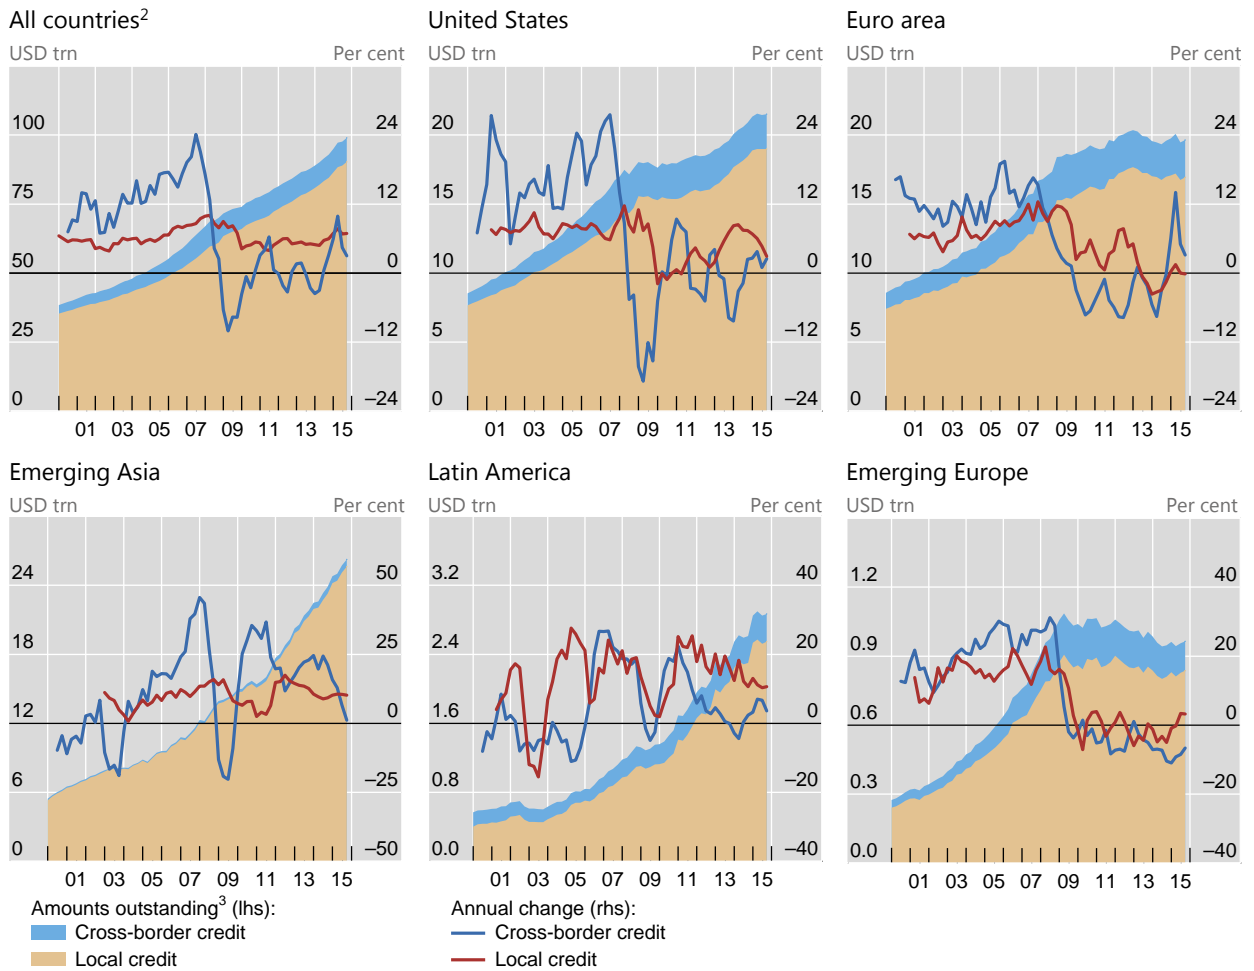 All countries2
USD trn Per cent
100 24
75 12
50 0
25 –12
0 –24
01 03 05 07 09 11 13 15
United States
USD trn Per cent
20 24
15 12
10 0
5 –12
0 –24
01 03 05 07 09 11 13 15
Euro area
USD trn Per cent
20 24
15 12
10 0
5 –12
0 –24
01 03 05 07 09 11 13 15
Emerging Asia
USD trn Per cent
24 50
18 25
12 0
6 –25
0 –50
01 03 05 07 09 11 13 15
Latin America
USD trn Per cent
3.2 40
2.4 20
1.6 0
0.8 –20
0.0 –40
01 03 05 07 09 11 13 15
Emerging Europe
USD trn Per cent
1.2 40
0.9 20
0.6 0
0.3 –20
0.0 –40
01 03 05 07 09 11 13 15
Amounts outstanding3 (lhs):
Cross-border credit
Local credit
Annual change (rhs):
Cross-border credit
Local credit